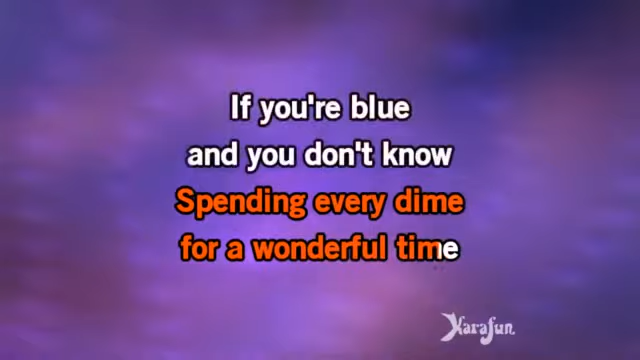 If you're blue
and you don't know
Spending every dime
for a wonderful time
KaraFun